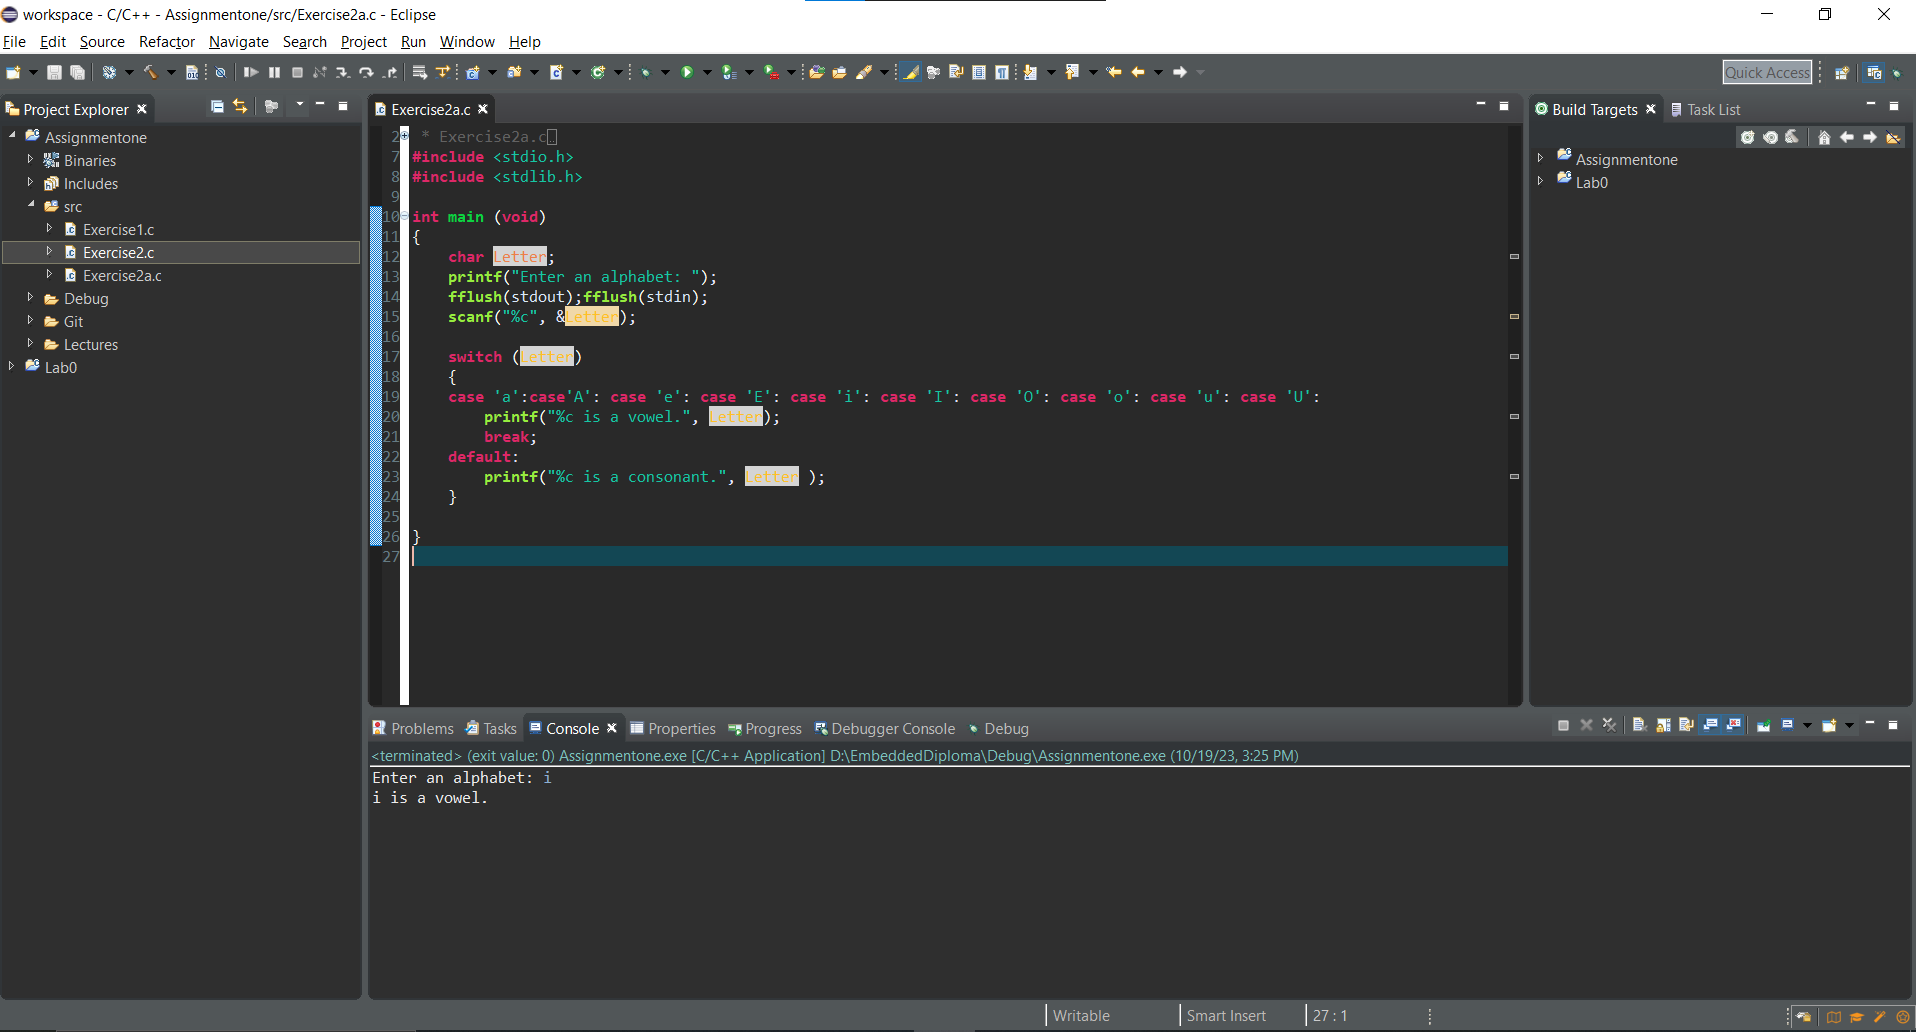 workspace - C/C++ - Assignmentone/src/Exercise2a.c - Eclipse
File Edit Source Refactor Navigate Search Project Run Window Help
Quick Access
Project Explorer
Assignmentone
Binaries
Includes
src
Exercise1.c
Exercise2.c
Exercise2a.c
Debug
Git
Lectures
Lab0
Exercise2a.c
2 * Exercise2a.c
7 #include <stdio.h>
8 #include <stdlib.h>
9
10 int main (void)
11 {
12 char Letter;
13 printf("Enter an alphabet: ");
14 fflush(stdout);fflush(stdin);
15 scanf("%c", &Letter);
16
17 switch (Letter)
18 {
19 case 'a':case'A': case 'e': case 'E': case 'i': case 'I': case 'O': case 'o': case 'u': case 'U':
20 printf("%c is a vowel.", Letter);
21 break;
22 default:
23 printf("%c is a consonant.", Letter );
24 }
25
26 }
27
Build Targets Task List
Assignmentone
Lab0
Problems Tasks Console Properties Progress Debugger Console Debug
<terminated> (exit value: 0) Assignmentone.exe [C/C++ Application] D:\EmbeddedDiploma\Debug\Assignmentone.exe (10/19/23, 3:25 PM)
Enter an alphabet: i
i is a vowel.
Writable Smart Insert 27 : 1